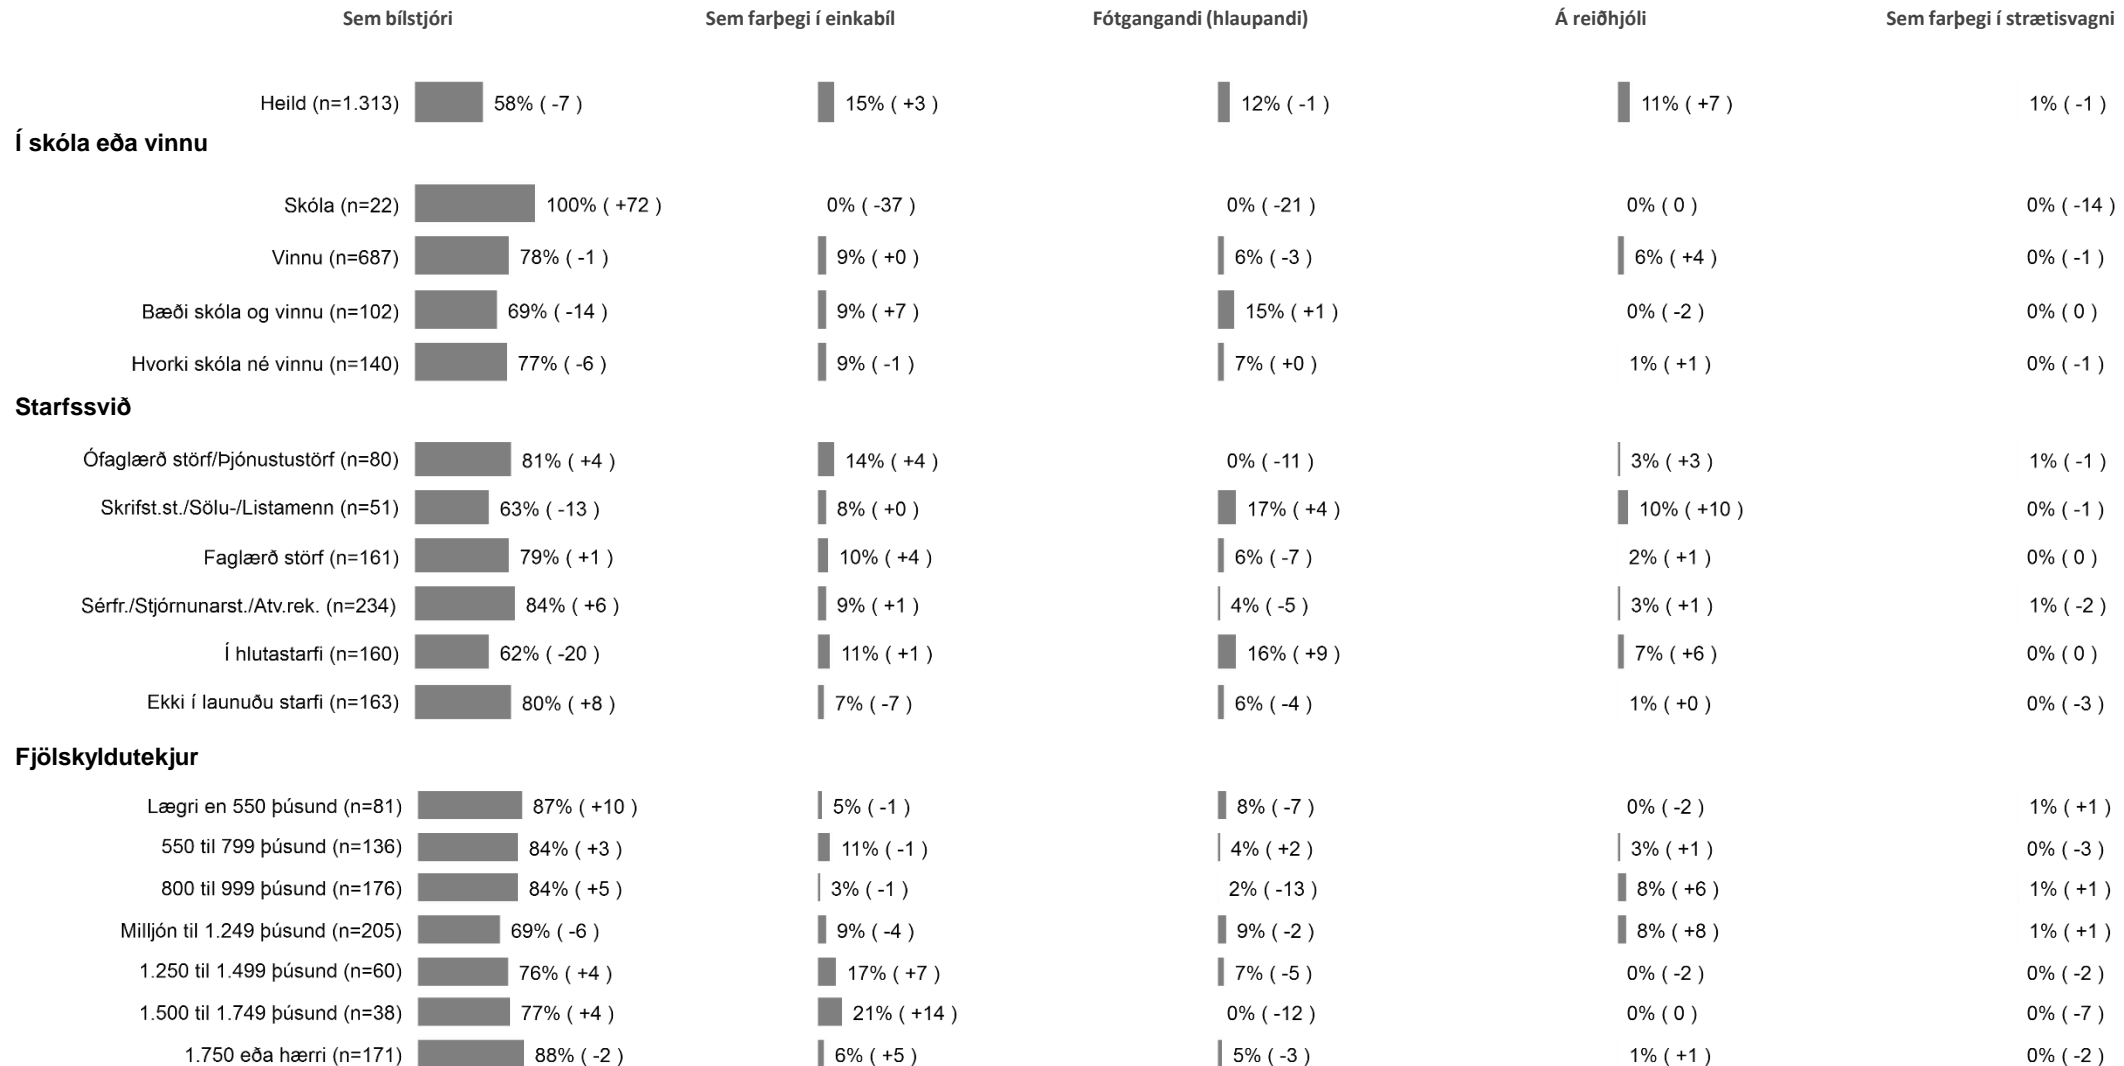 Sem bílstjóri Sem farþegi í einkabíl Fótgangandi (hlaupandi) Á reiðhjóli Sem farþegi í strætisvagni
Heild (n=1.313) 58% ( -7 ) 15% ( +3 ) 12% ( -1 ) 11% ( +7 ) 1% ( -1 )
Í skóla eða vinnu
Skóla (n=22) 100% ( +72 ) 0% ( -37 ) 0% ( -21 ) 0% ( 0 ) 0% ( -14 )
Vinnu (n=687) 78% ( -1 ) 9% ( +0 ) 6% ( -3 ) 6% ( +4 ) 0% ( -1 )
Bæði skóla og vinnu (n=102) 69% ( -14 ) 9% ( +7 ) 15% ( +1 ) 0% ( -2 ) 0% ( 0 )
Hvorki skóla né vinnu (n=140) 77% ( -6 ) 9% ( -1 ) 7% ( +0 ) 1% ( +1 ) 0% ( -1 )
Starfssvið
Ófaglærð störf/Þjónustustörf (n=80) 81% ( +4 ) 14% ( +4 ) 0% ( -11 ) 3% ( +3 ) 1% ( -1 )
Skrifst.st./Sölu-/Listamenn (n=51) 63% ( -13 ) 8% ( +0 ) 17% ( +4 ) 10% ( +10 ) 0% ( -1 )
Faglærð störf (n=161) 79% ( +1 ) 10% ( +4 ) 6% ( -7 ) 2% ( +1 ) 0% ( 0 )
Sérfr./Stjórnunarst./Atv.rek. (n=234) 84% ( +6 ) 9% ( +1 ) 4% ( -5 ) 3% ( +1 ) 1% ( -2 )
Í hlutastarfi (n=160) 62% ( -20 ) 11% ( +1 ) 16% ( +9 ) 7% ( +6 ) 0% ( 0 )
Ekki í launuðu starfi (n=163) 80% ( +8 ) 7% ( -7 ) 6% ( -4 ) 1% ( +0 ) 0% ( -3 )
Fjölskyldutekjur
Lægri en 550 þúsund (n=81) 87% ( +10 ) 5% ( -1 ) 8% ( -7 ) 0% ( -2 ) 1% ( +1 )
550 til 799 þúsund (n=136) 84% ( +3 ) 11% ( -1 ) 4% ( +2 ) 3% ( +1 ) 0% ( -3 )
800 til 999 þúsund (n=176) 84% ( +5 ) 3% ( -1 ) 2% ( -13 ) 8% ( +6 ) 1% ( +1 )
Milljón til 1.249 þúsund (n=205) 69% ( -6 ) 9% ( -4 ) 9% ( -2 ) 8% ( +8 ) 1% ( +1 )
1.250 til 1.499 þúsund (n=60) 76% ( +4 ) 17% ( +7 ) 7% ( -5 ) 0% ( -2 ) 0% ( -2 )
1.500 til 1.749 þúsund (n=38) 77% ( +4 ) 21% ( +14 ) 0% ( -12 ) 0% ( 0 ) 0% ( -7 )
1.750 eða hærri (n=171) 88% ( -2 ) 6% ( +5 ) 5% ( -3 ) 1% ( +1 ) 0% ( -2 )